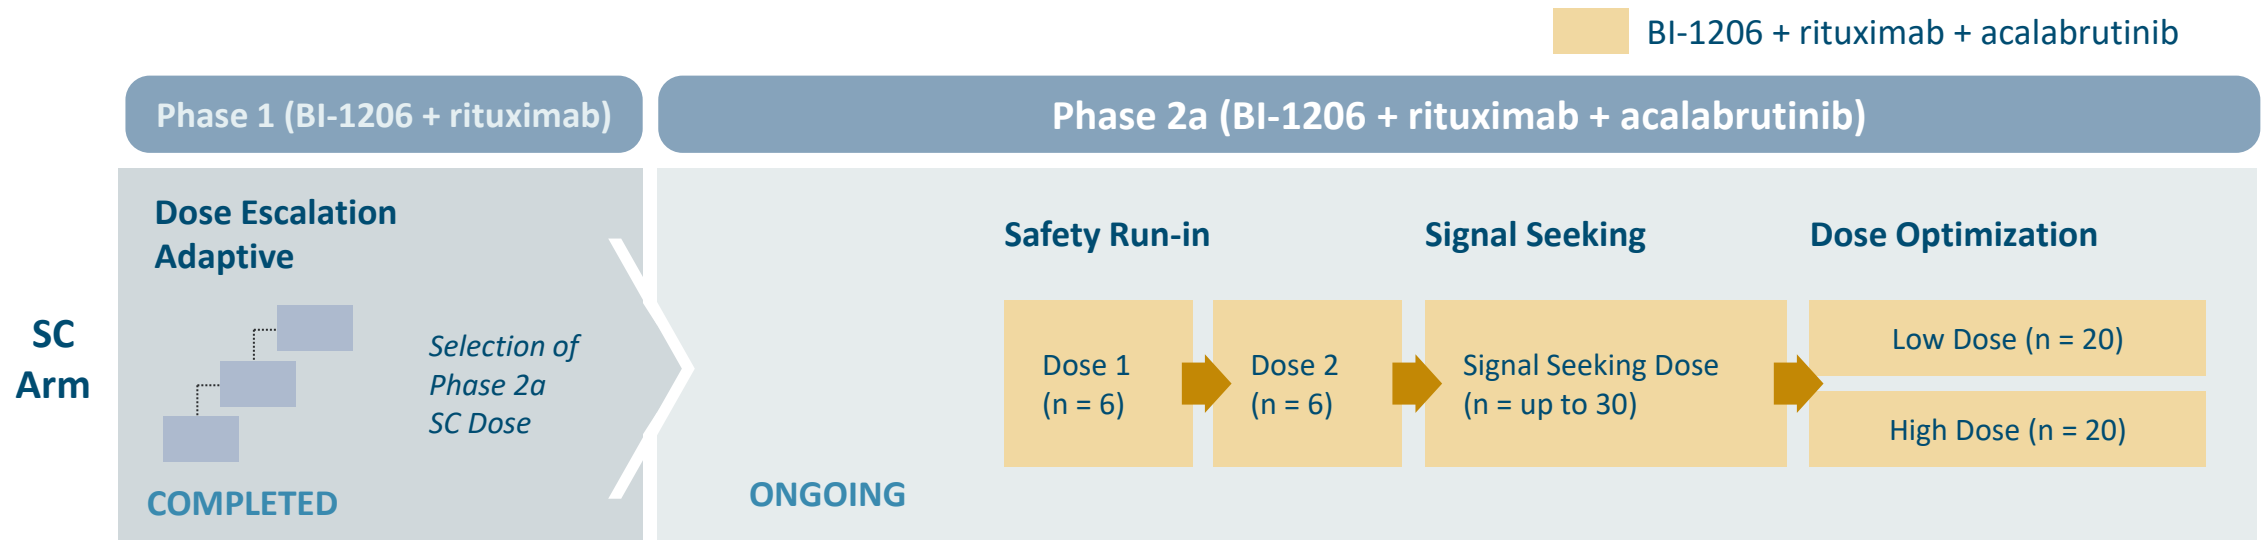 BI-1206 + rituximab + acalabrutinib
Phase 1 (BI-1206 + rituximab)
Phase 2a (BI-1206 + rituximab + acalabrutinib)
SC
Arm
Dose Escalation
Adaptive
Selection of
Phase 2a
SC Dose
COMPLETED
ONGOING
Safety Run-in
Dose 1
(n = 6)
Dose 2
(n = 6)
Signal Seeking
Signal Seeking Dose
(n = up to 30)
Dose Optimization
Low Dose (n = 20)
High Dose (n = 20)